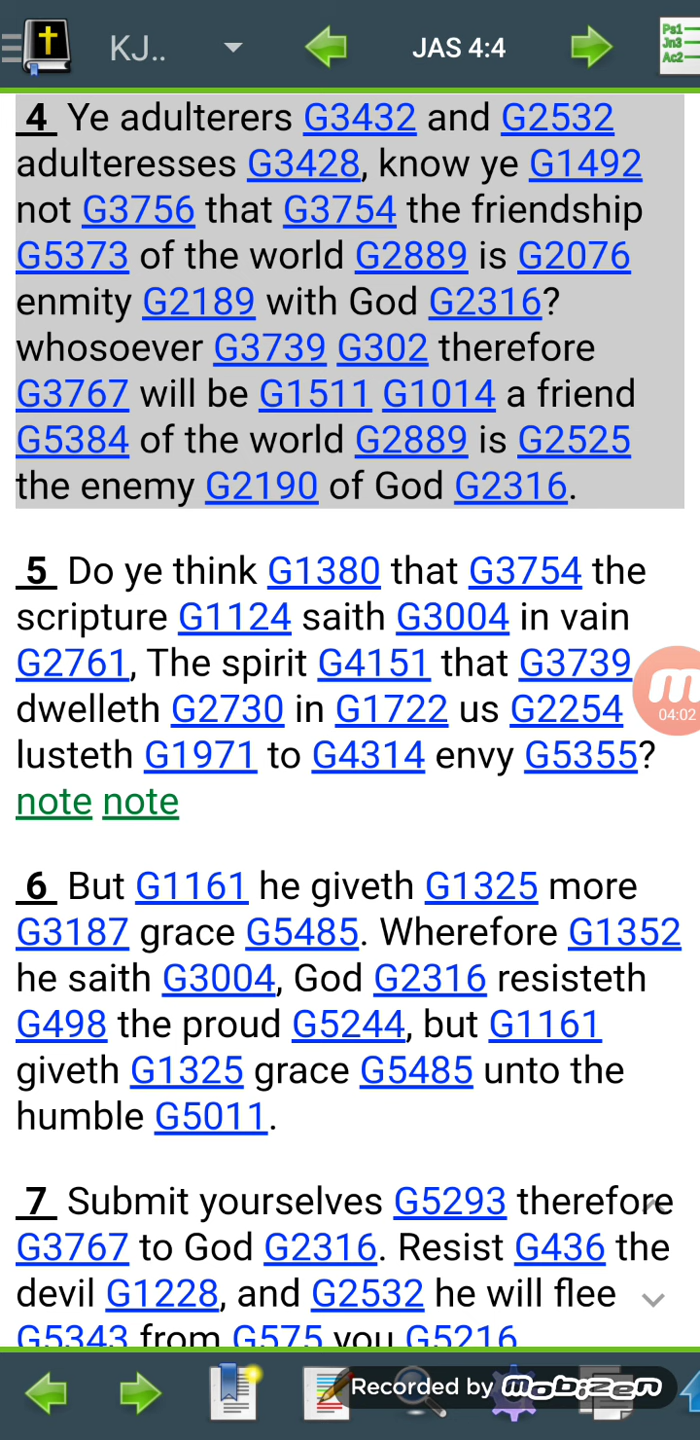 KJ..
JAS 4:4
Ps1
Jn3
Ac2
4 Ye adulterers G3432 and G2532
adulteresses G3428, know ye G1492
not G3756 that G3754 the friendship
G5373 of the world G2889 is G2076
enmity G2189 with God G2316?
whosoever G3739 G302 therefore
G3767 will be G1511 G1014 a friend
G5384 of the world G2889 is G2525
the enemy G2190 of God G2316.
5 Do ye think G1380 that G3754 the
scripture G1124 saith G3004 in vain
G2761, The spirit G4151 that G3739
dwelleth G2730 in G1722 us G2254
lusteth G1971 to G4314 envy G5355?
note note
04:02
6 But G1161 he giveth G1325 more
G3187 grace G5485. Wherefore G1352
he saith G3004, God G2316 resisteth
G498 the proud G5244, but G1161
giveth G1325 grace G5485 unto the
humble G5011.
7 Submit yourselves G5293 therefore
G3767 to God G2316. Resist G436 the
devil G1228, and G2532 he will flee
G5343 from G575 you G5216
Recorded by mobizen